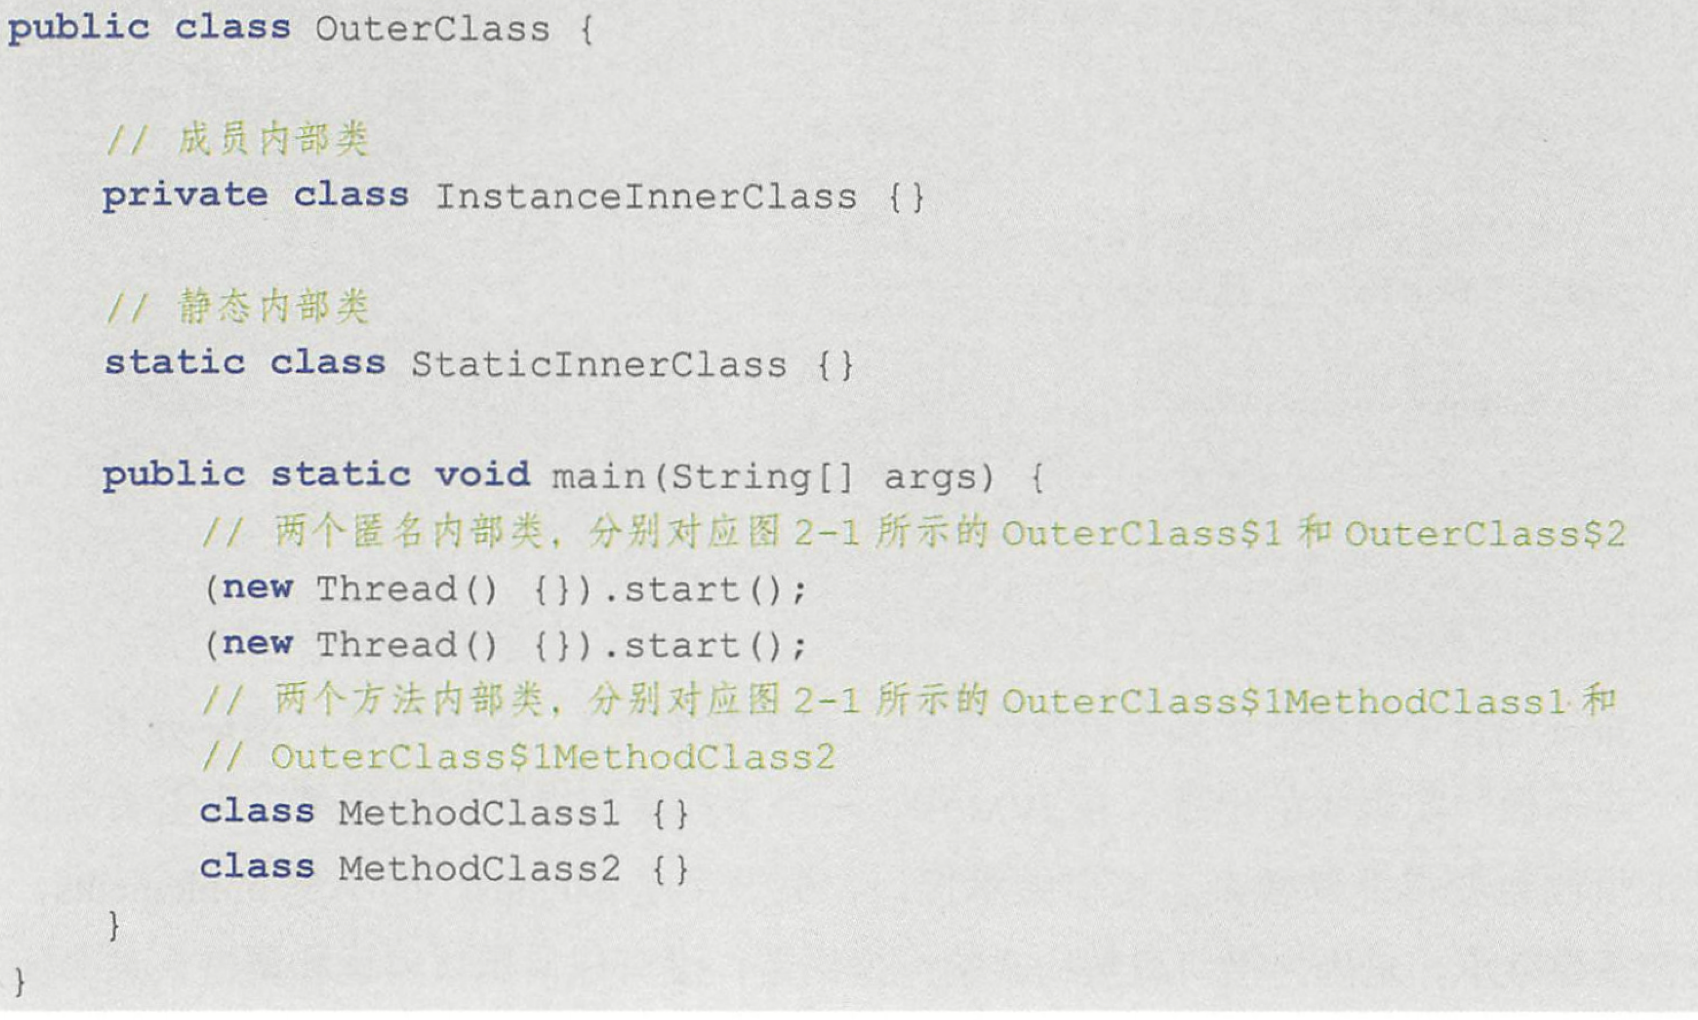 public class OuterClass {
// 成员内部类
private class InstanceInnerClass {}
// 静态内部类
static class StaticInnerClass {}
public static void main(String[] args) {
// 两个匿名内部类，分别对应图 2-1 所示的 OuterClass$1 和 OuterClass$2
(new Thread() {}).start();
(new Thread() {}).start();
// 两个方法内部类，分别对应图 2-1 所示的 OuterClass$1MethodClass1 和
// OuterClass$1MethodClass2
class MethodClass1 {}
class MethodClass2 {}
}
}